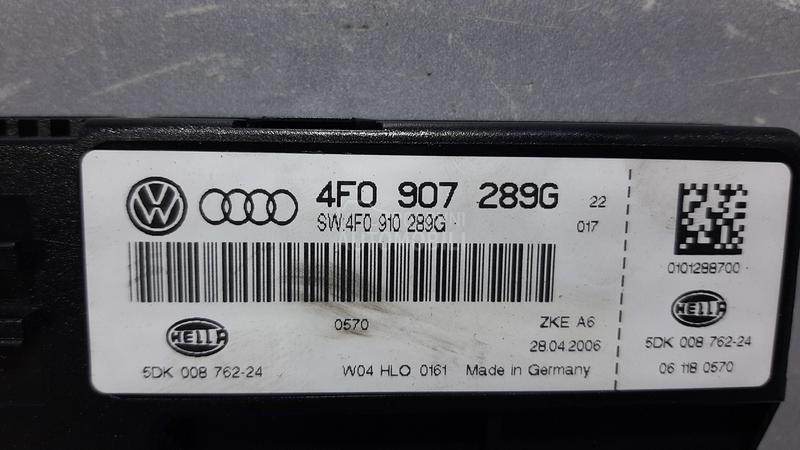 4F0 907 289G 22
SW:4F0 910 289G 017
AUTOMOBILI
0101288700
0570 ZKE A6
28.04.2006
HELLA
HELLA
5DK 008 762-24
W04 HLO 0161 Made in Germany
5DK 008 762-24
06 118 0570